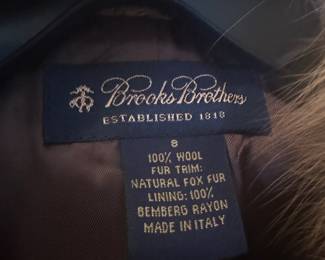 Brooks Brothers
ESTABLISHED 1818
8
100% WOOL
FUR TRIM:
NATURAL FOX FUR
LINING: 100%
BEMBERG RAYON
MADE IN ITALY